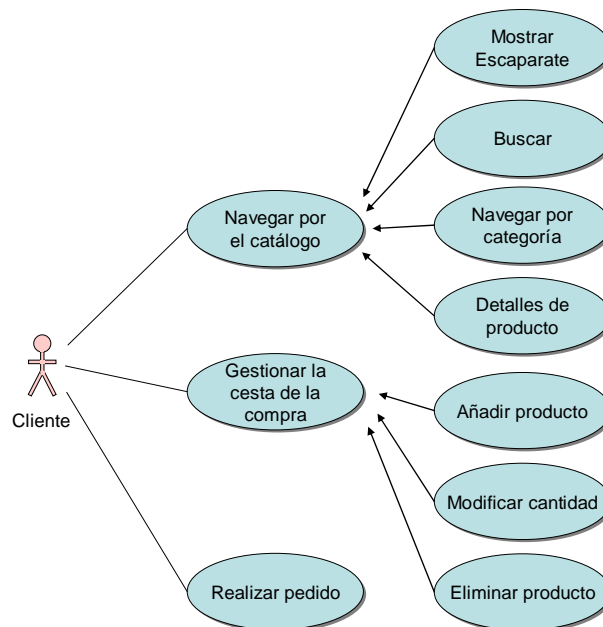 Mostrar
Escaparate
Buscar
Navegar por
el catálogo
Navegar por
categoría
Detalles de
producto
Cliente
Gestionar la
cesta de la
compra
Añadir producto
Modificar cantidad
Realizar pedido
Eliminar producto